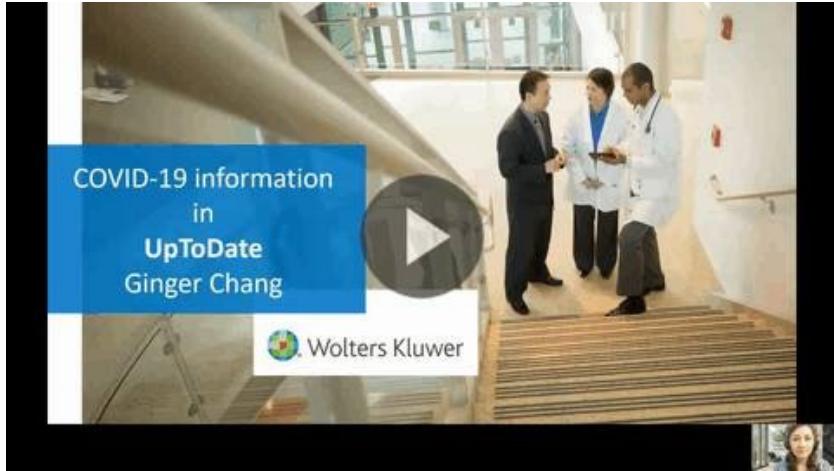 COVID-19 information
in
UpToDate
Ginger Chang
Wolters Kluwer